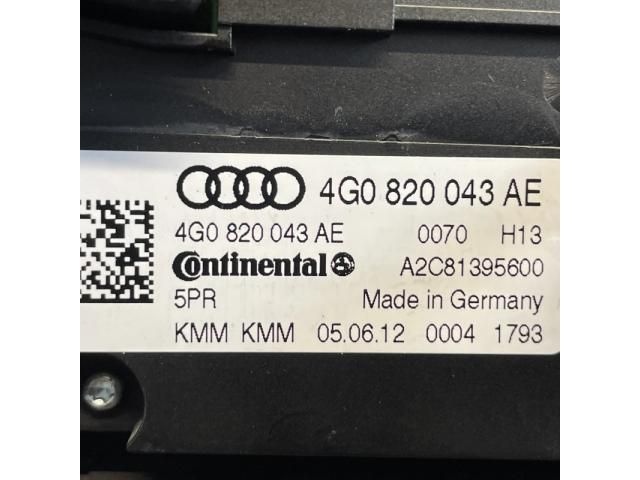 4G0 820 043 AE
4G0 820 043 AE 0070 H13
Continental A2C81395600
5PR Made in Germany
KMM KMM 05.06.12 0004 1793